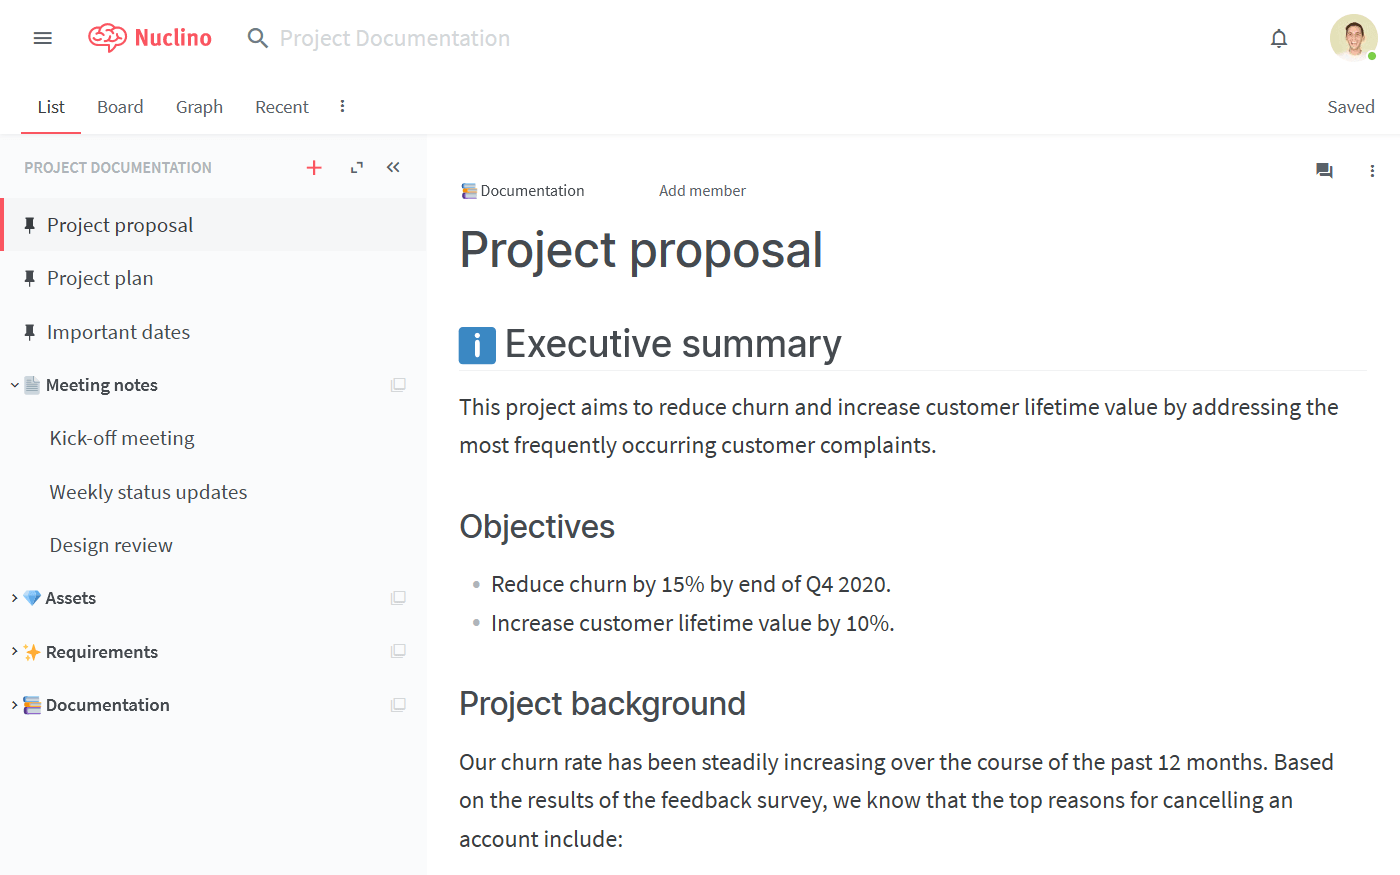 Nuclino
Project Documentation
List
Board
Graph
Recent
Saved
PROJECT DOCUMENTATION
Project proposal
Project plan
Important dates
Meeting notes
Kick-off meeting
Weekly status updates
Design review
Assets
Requirements
Documentation
Documentation
Add member
Project proposal
Executive summary
This project aims to reduce churn and increase customer lifetime value by addressing the
most frequently occurring customer complaints.
Objectives
Reduce churn by 15% by end of Q4 2020.
Increase customer lifetime value by 10%.
Project background
Our churn rate has been steadily increasing over the course of the past 12 months. Based
on the results of the feedback survey, we know that the top reasons for cancelling an
account include: